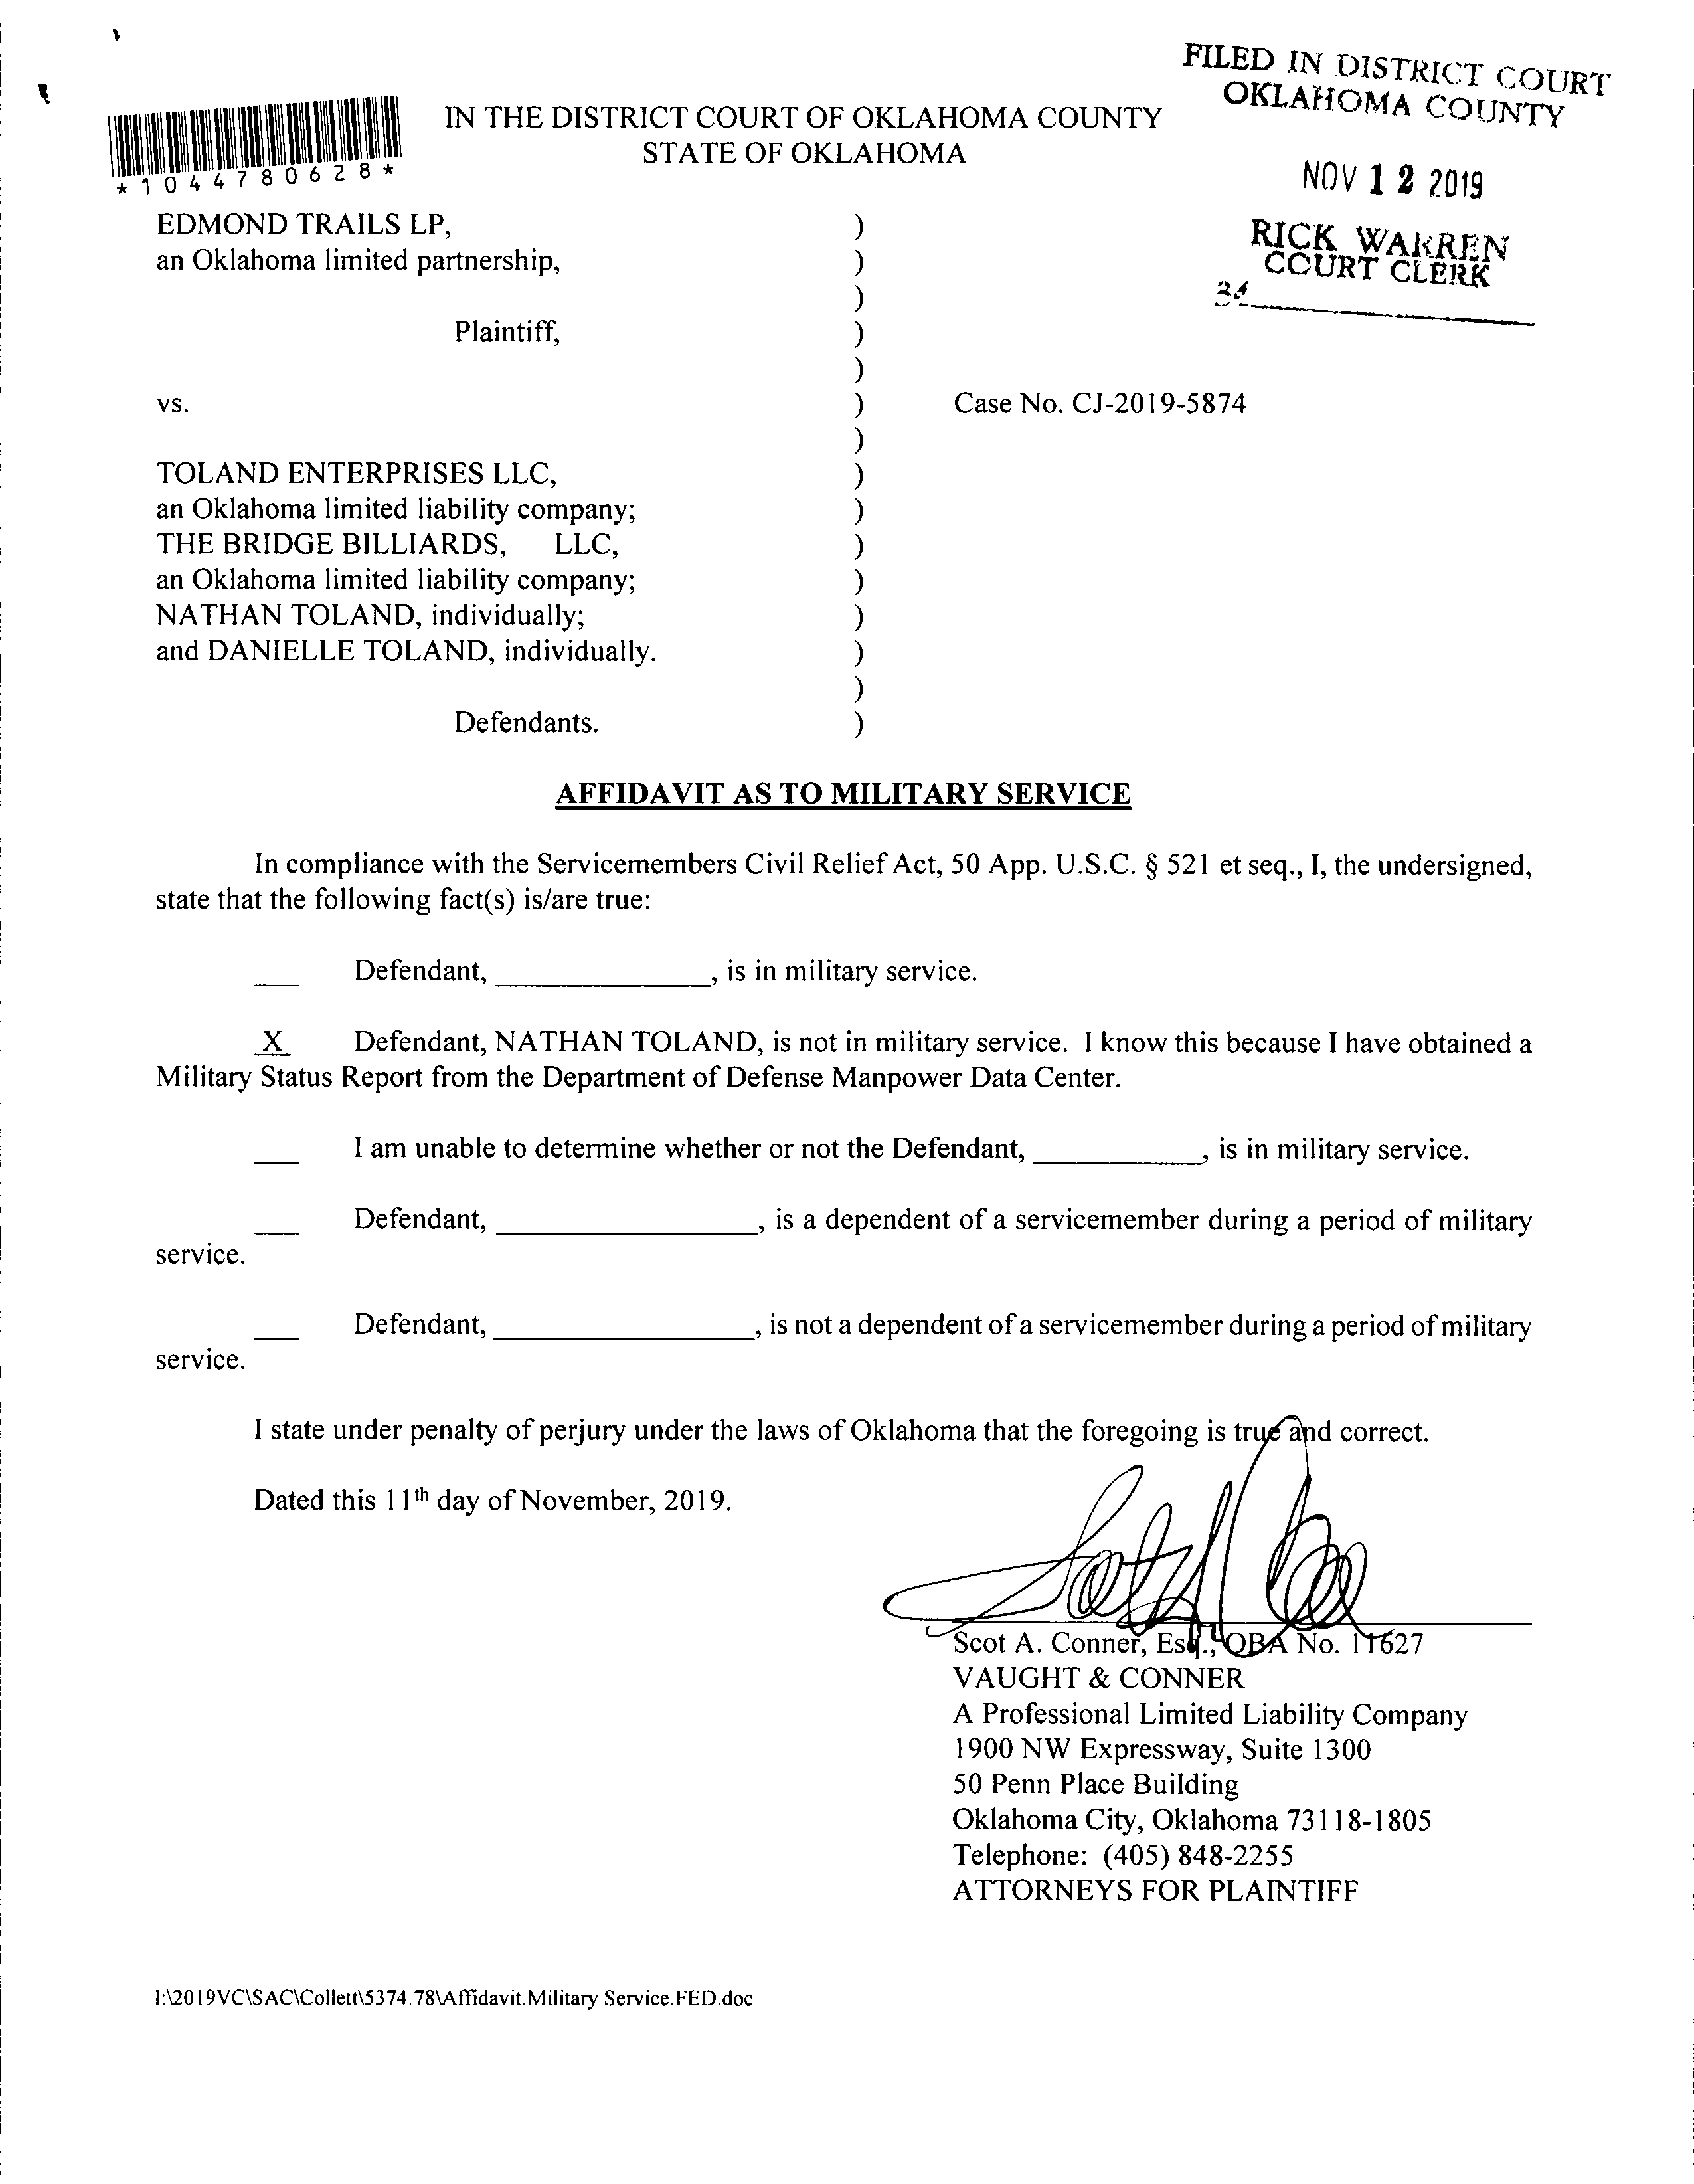 FILED IN DISTRICT COURT
OKLAHOMA COUNTY
NOV 12 2019
RICK WARREN
COURT CLERK
*1044780628*
IN THE DISTRICT COURT OF OKLAHOMA COUNTY
STATE OF OKLAHOMA
EDMOND TRAILS LP, )
an Oklahoma limited partnership, )
)
Plaintiff, )
)
vs. ) Case No. CJ-2019-5874
)
TOLAND ENTERPRISES LLC, )
an Oklahoma limited liability company; )
THE BRIDGE BILLIARDS, LLC, )
an Oklahoma limited liability company; )
NATHAN TOLAND, individually; )
and DANIELLE TOLAND, individually. )
)
Defendants. )
AFFIDAVIT AS TO MILITARY SERVICE
In compliance with the Servicemembers Civil Relief Act, 50 App. U.S.C. § 521 et seq., I, the undersigned,
state that the following fact(s) is/are true:
___ Defendant, ______________, is in military service.
X Defendant, NATHAN TOLAND, is not in military service. I know this because I have obtained a
Military Status Report from the Department of Defense Manpower Data Center.
___ I am unable to determine whether or not the Defendant, ___________, is in military service.
___ Defendant, _________________, is a dependent of a servicemember during a period of military
service.
___ Defendant, _________________, is not a dependent of a servicemember during a period of military
service.
I state under penalty of perjury under the laws of Oklahoma that the foregoing is true and correct.
Dated this 11th day of November, 2019.
Scot A. Conner, Esq., OBA No. 11627
VAUGHT & CONNER
A Professional Limited Liability Company
1900 NW Expressway, Suite 1300
50 Penn Place Building
Oklahoma City, Oklahoma 73118-1805
Telephone: (405) 848-2255
ATTORNEYS FOR PLAINTIFF
I:\2019VC\SAC\Collett\5374.78\Affidavit.Military Service.FED.doc